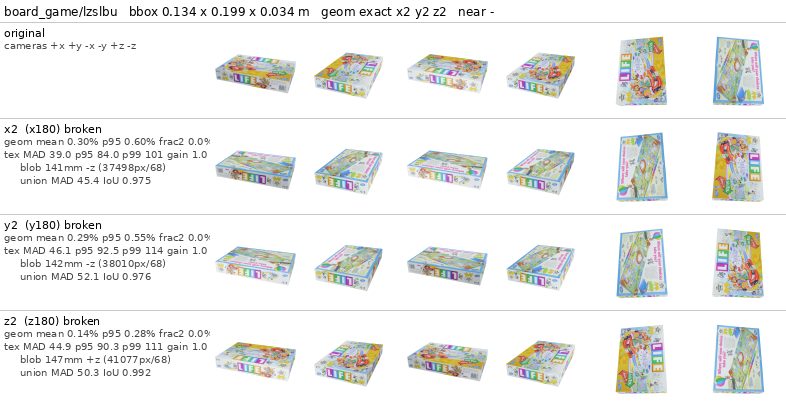 board_game/lzslbu bbox 0.134 x 0.199 x 0.034 m geom exact x2 y2 z2 near -
original
cameras +x +y -x -y +z -z
LIFE
x2 (x180) broken
geom mean 0.30% p95 0.60% frac2 0.0%
tex MAD 39.0 p95 84.0 p99 101 gain 1.0
blob 141mm -z (37498px/68)
union MAD 45.4 IoU 0.975
LIFE
y2 (y180) broken
geom mean 0.29% p95 0.55% frac2 0.0%
tex MAD 46.1 p95 92.5 p99 114 gain 1.0
blob 142mm -z (38010px/68)
union MAD 52.1 IoU 0.976
LIFE
z2 (z180) broken
geom mean 0.14% p95 0.28% frac2 0.0%
tex MAD 44.9 p95 90.3 p99 111 gain 1.0
blob 147mm +z (41077px/68)
union MAD 50.3 IoU 0.992
LIFE